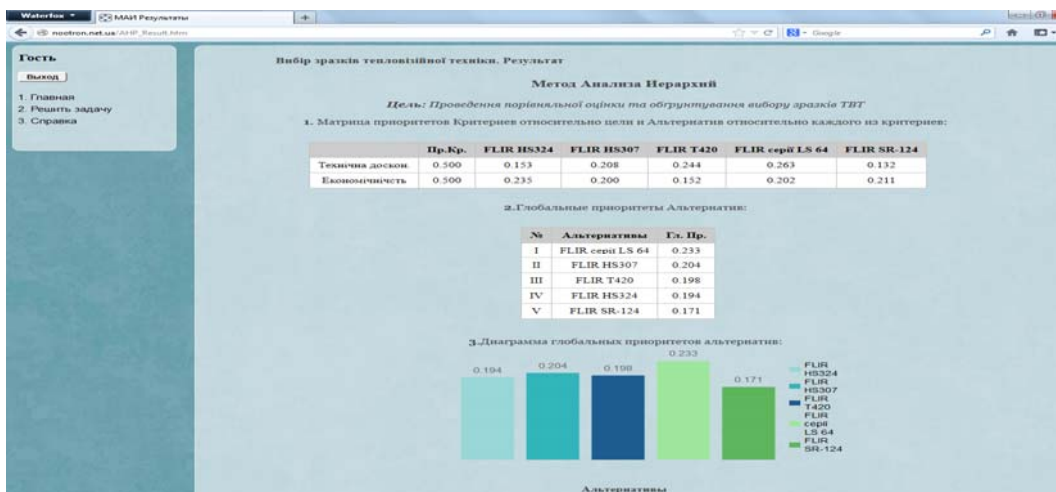 Waterfox
МАИ Результаты
nootron.net.ua/AHP_Result.htm
Google
Гость
Выход
1. Главная
2. Решить задачу
3. Справка
Вибір зразків тепловізійної техніки. Результат
Метод Анализа Иерархий
Цель: Проведення порівняльної оцінки та обгрунтування вибору зразків ТВТ
1. Матрица приоритетов Критериев относительно цели и Альтернатив относительно каждого из критериев:
Пр.Кр. FLIR HS324 FLIR HS307 FLIR T420 FLIR серії LS 64 FLIR SR-124
Технічна доскон. 0.500 0.153 0.208 0.244 0.263 0.132
Економічніcть 0.500 0.235 0.200 0.152 0.202 0.211
2.Глобальные приоритеты Альтернатив:
№ Альтернативы Гл. Пр.
I FLIR серії LS 64 0.233
II FLIR HS307 0.204
III FLIR T420 0.198
IV FLIR HS324 0.194
V FLIR SR-124 0.171
3.Диаграмма глобальных приоритетов альтернатив:
0.194 0.204 0.198 0.233 0.171
FLIR
HS324
FLIR
HS307
FLIR
T420
FLIR
серії
LS 64
FLIR
SR-124
Альтернативы